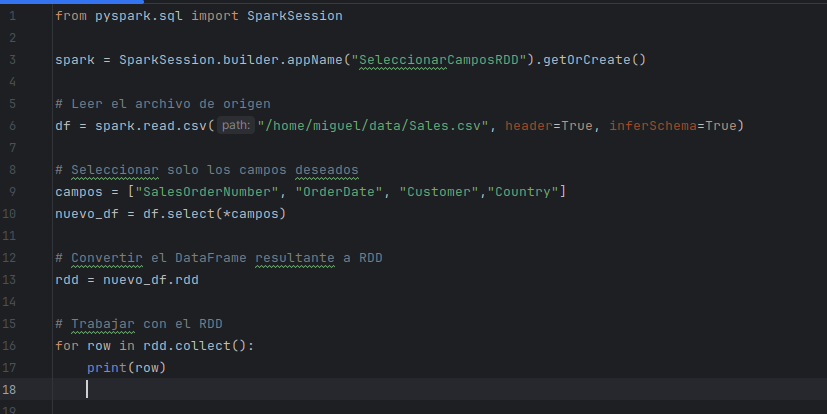 1 from pyspark.sql import SparkSession
2
3 spark = SparkSession.builder.appName("SeleccionarCamposRDD").getOrCreate()
4
5 # Leer el archivo de origen
6 df = spark.read.csv( path: "/home/miguel/data/Sales.csv", header=True, inferSchema=True)
7
8 # Seleccionar solo los campos deseados
9 campos = ["SalesOrderNumber", "OrderDate", "Customer","Country"]
10 nuevo_df = df.select(*campos)
11
12 # Convertir el DataFrame resultante a RDD
13 rdd = nuevo_df.rdd
14
15 # Trabajar con el RDD
16 for row in rdd.collect():
17     print(row)
18
19